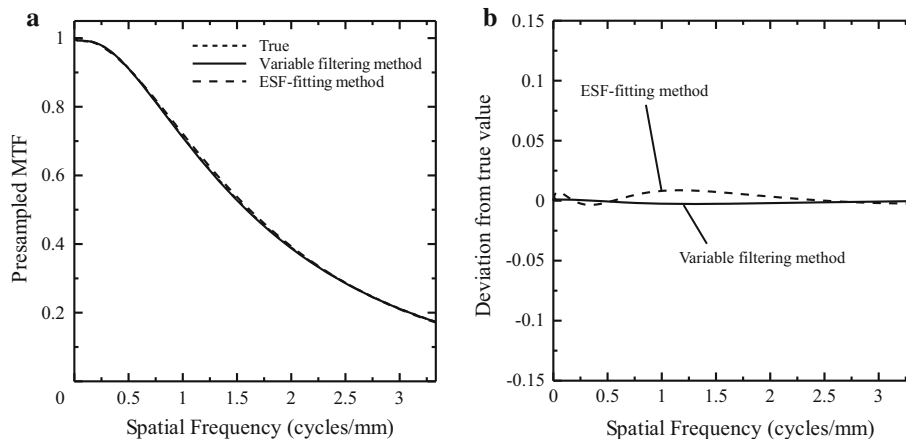 a
Presampled MTF
1
0.8
0.6
0.4
0.2
0
0.5
1
1.5
2
2.5
3
Spatial Frequency (cycles/mm)
True
Variable filtering method
ESF-fitting method
b
Deviation from true value
0.15
0.1
0.05
0
-0.05
-0.1
-0.15
0
0.5
1
1.5
2
2.5
3
Spatial Frequency (cycles/mm)
ESF-fitting method
Variable filtering method